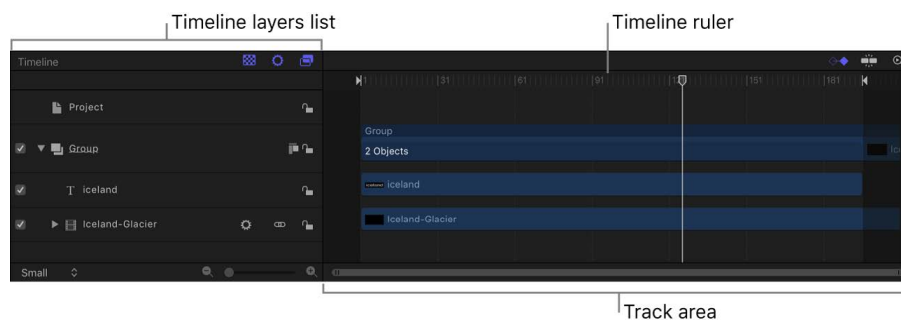 Timeline layers list
Timeline ruler
Timeline
1 31 61 91 151 181
Project
Group
Group
2 Objects
iceland
iceland
Iceland-Glacier
Iceland-Glacier
Small
Track area